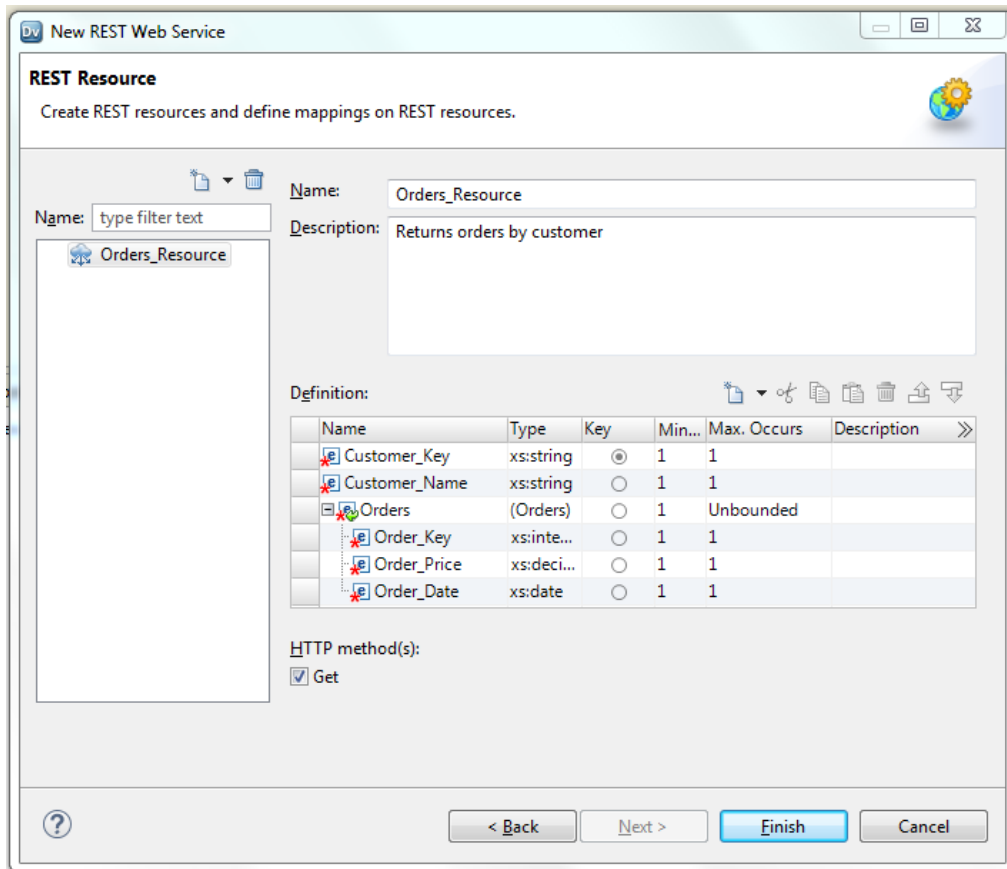 Dv New REST Web Service
REST Resource
Create REST resources and define mappings on REST resources.
Name: type filter text
Orders_Resource
Name: Orders_Resource
Description: Returns orders by customer
Definition:
Name Type Key Min... Max. Occurs Description »
Customer_Key xs:string 1 1
Customer_Name xs:string 1 1
Orders (Orders) 1 Unbounded
Order_Key xs:inte... 1 1
Order_Price xs:deci... 1 1
Order_Date xs:date 1 1
HTTP method(s):
Get
? < Back Next > Finish Cancel